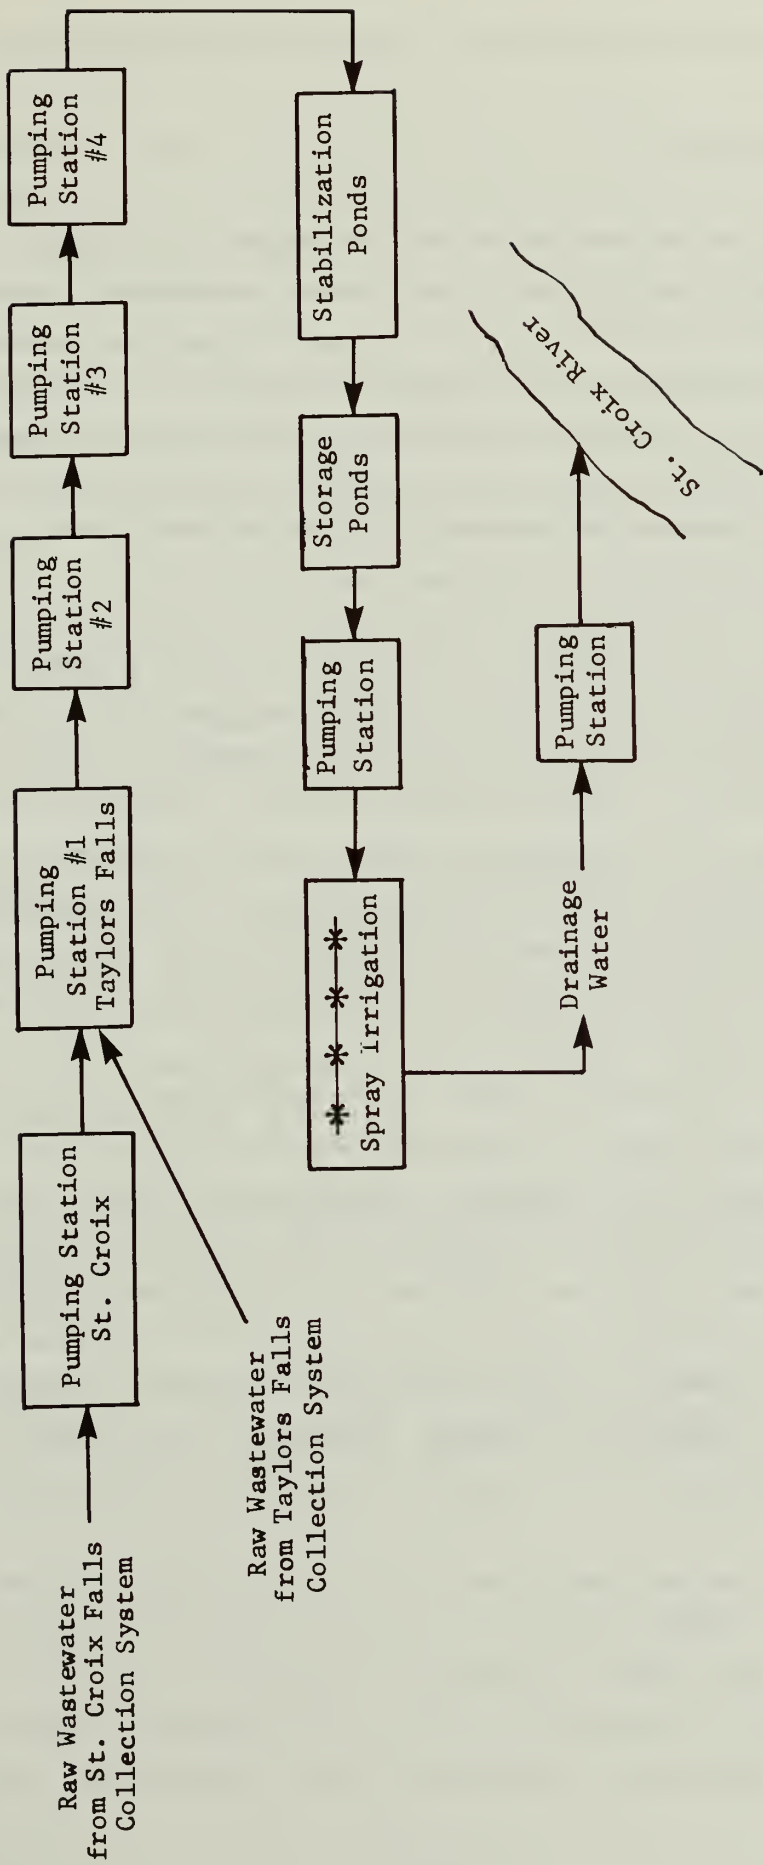 Raw Wastewater
from St. Croix Falls
Collection System
Pumping Station
St. Croix
Raw Wastewater
from Taylors Falls
Collection System
Pumping
Station #1
Taylors Falls
Pumping
Station
#2
Pumping
Station
#3
Pumping
Station
#4
Stabilization
Ponds
Storage
Ponds
Pumping
Station
Spray Irrigation
Drainage
Water
Pumping
Station
St. Croix River